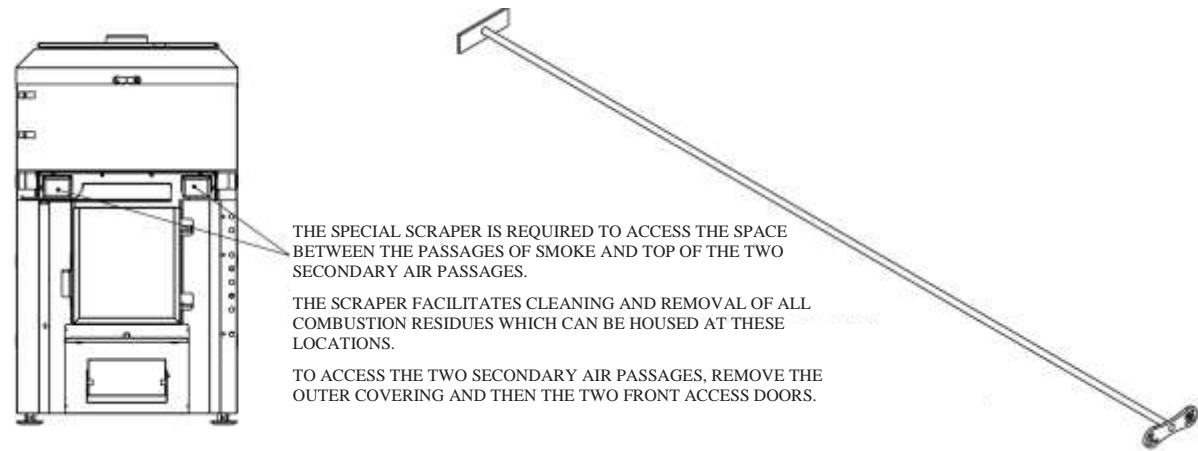 THE SPECIAL SCRAPER IS REQUIRED TO ACCESS THE SPACE
BETWEEN THE PASSAGES OF SMOKE AND TOP OF THE TWO
SECONDARY AIR PASSAGES.
THE SCRAPER FACILITATES CLEANING AND REMOVAL OF ALL
COMBUSTION RESIDUES WHICH CAN BE HOUSED AT THESE
LOCATIONS.
TO ACCESS THE TWO SECONDARY AIR PASSAGES, REMOVE THE
OUTER COVERING AND THEN THE TWO FRONT ACCESS DOORS.